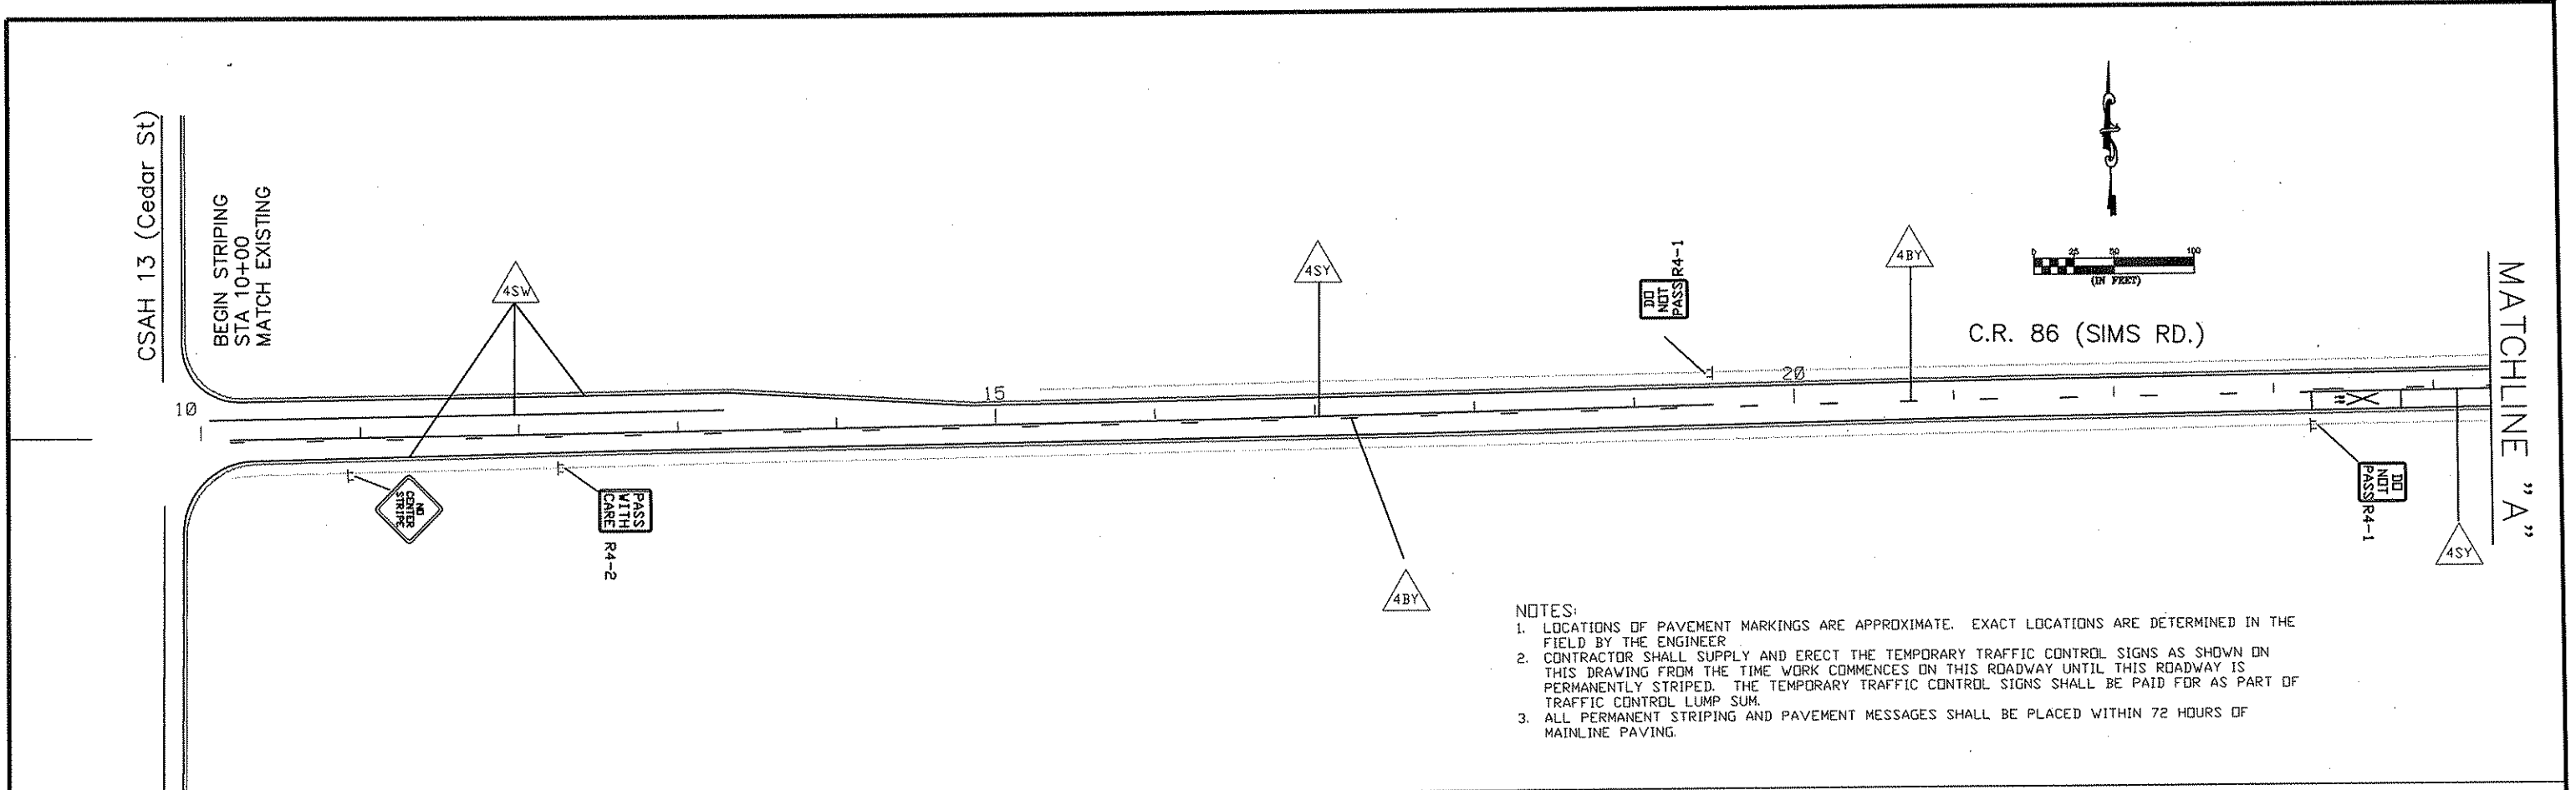 CSAH 13 (Cedar St)
BEGIN STRIPING
STA 10+00
MATCH EXISTING
4SW
4SY
DO
NOT
PASS
R4-1
4BY
0 25 50 100
(IN FEET)
C.R. 86 (SIMS RD.)
MATCHLINE "A"
10
15
20
NO
CENTER
STRIPE
PASS
WITH
CARE
R4-2
4BY
DO
NOT
PASS
R4-1
4SY
NOTES:
1. LOCATIONS OF PAVEMENT MARKINGS ARE APPROXIMATE. EXACT LOCATIONS ARE DETERMINED IN THE
FIELD BY THE ENGINEER
2. CONTRACTOR SHALL SUPPLY AND ERECT THE TEMPORARY TRAFFIC CONTROL SIGNS AS SHOWN ON
THIS DRAWING FROM THE TIME WORK COMMENCES ON THIS ROADWAY UNTIL THIS ROADWAY IS
PERMANENTLY STRIPED. THE TEMPORARY TRAFFIC CONTROL SIGNS SHALL BE PAID FOR AS PART OF
TRAFFIC CONTROL LUMP SUM.
3. ALL PERMANENT STRIPING AND PAVEMENT MESSAGES SHALL BE PLACED WITHIN 72 HOURS OF
MAINLINE PAVING.